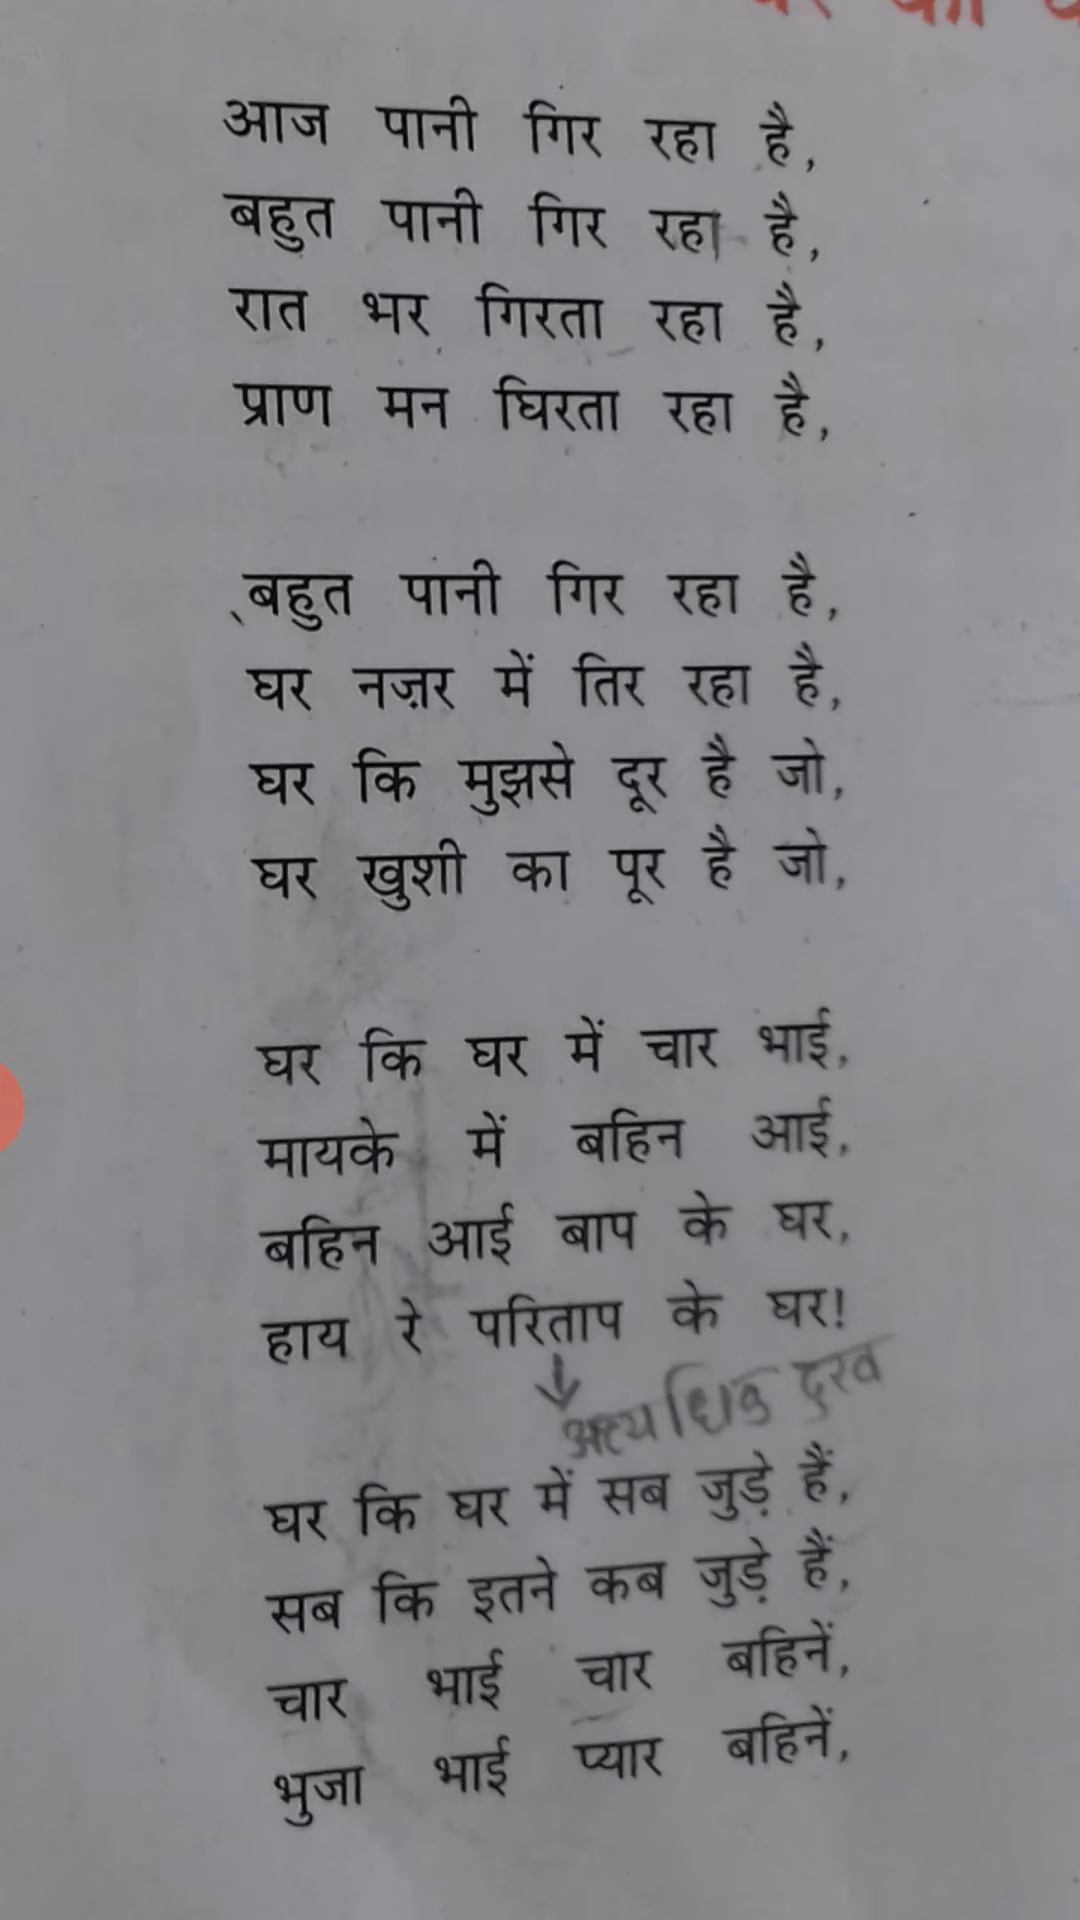 आज पानी गिर रहा है,
बहुत पानी गिर रहा है,
रात भर गिरता रहा है,
प्राण मन घिरता रहा है,
बहुत पानी गिर रहा है,
घर नज़र में तिर रहा है,
घर कि मुझसे दूर है जो,
घर खुशी का पूर है जो,
घर कि घर में चार भाई,
मायके में बहिन आई,
बहिन आई बाप के घर,
हाय रे परिताप के घर!
अत्यधिक दुख
घर कि घर में सब जुड़े हैं,
सब कि इतने कब जुड़े हैं,
चार भाई चार बहिनें,
भुजा भाई प्यार बहिनें,